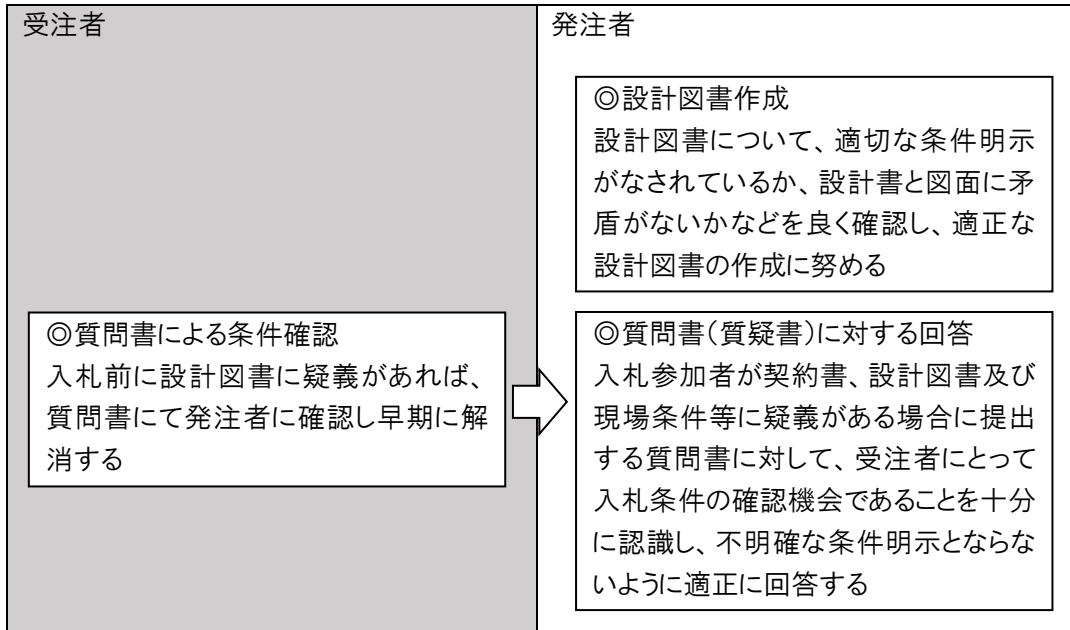 受注者
発注者
◎設計図書作成
設計図書について、適切な条件明示
がなされているか、設計書と図面に矛
盾がないかなどを良く確認し、適正な
設計図書の作成に努める
◎質問書による条件確認
入札前に設計図書に疑義があれば、
質問書にて発注者に確認し早期に解
消する
◎質問書（質疑書）に対する回答
入札参加者が契約書、設計図書及び
現場条件等に疑義がある場合に提出
する質問書に対して、受注者にとって
入札条件の確認機会であることを十分
に認識し、不明確な条件明示とならな
いように適正に回答する